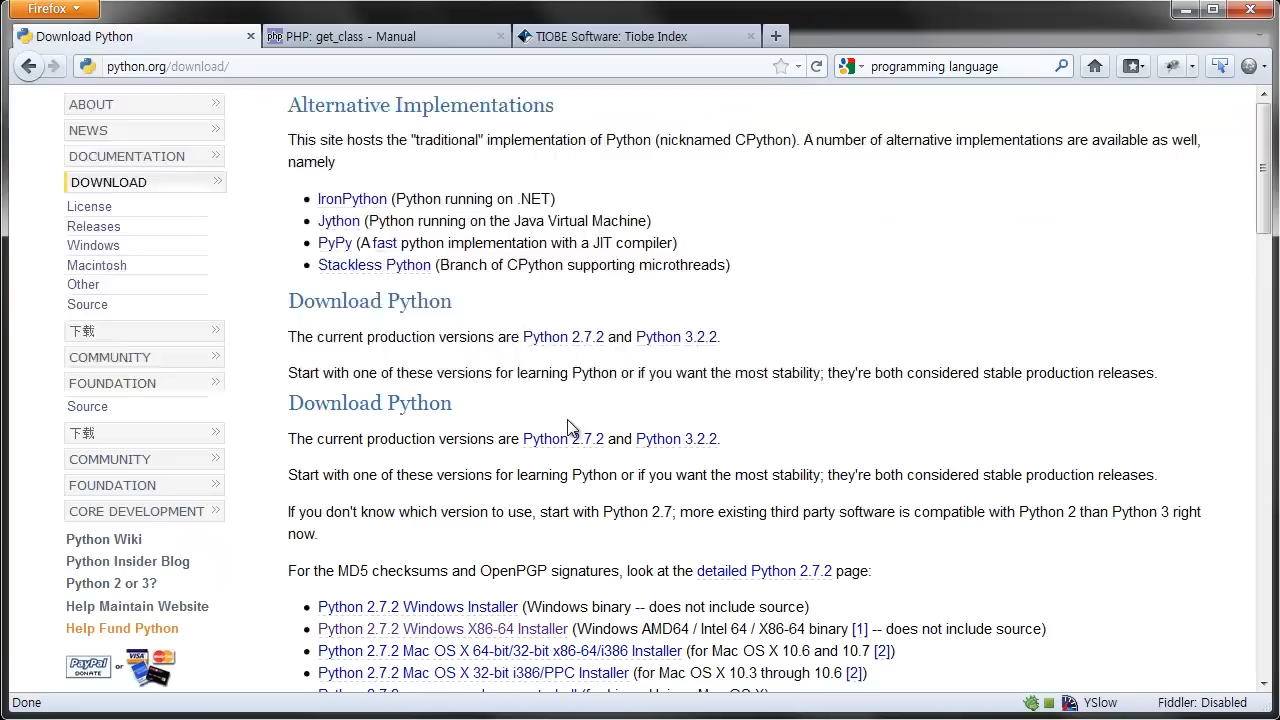 Firefox
Download Python
PHP: get_class - Manual
TIOBE Software: Tiobe Index
python.org/download/
programming language
ABOUT
NEWS
DOCUMENTATION
DOWNLOAD
License
Releases
Windows
Macintosh
Other
Source
下载
COMMUNITY
FOUNDATION
Source
下载
COMMUNITY
FOUNDATION
CORE DEVELOPMENT
Python Wiki
Python Insider Blog
Python 2 or 3?
Help Maintain Website
Help Fund Python
PayPal
DONATE
or
VISA
Alternative Implementations
This site hosts the "traditional" implementation of Python (nicknamed CPython). A number of alternative implementations are available as well,
namely
IronPython (Python running on .NET)
Jython (Python running on the Java Virtual Machine)
PyPy (A fast python implementation with a JIT compiler)
Stackless Python (Branch of CPython supporting microthreads)
Download Python
The current production versions are Python 2.7.2 and Python 3.2.2.
Start with one of these versions for learning Python or if you want the most stability; they're both considered stable production releases.
Download Python
The current production versions are Python 2.7.2 and Python 3.2.2.
Start with one of these versions for learning Python or if you want the most stability; they're both considered stable production releases.
If you don't know which version to use, start with Python 2.7; more existing third party software is compatible with Python 2 than Python 3 right
now.
For the MD5 checksums and OpenPGP signatures, look at the detailed Python 2.7.2 page:
Python 2.7.2 Windows Installer (Windows binary -- does not include source)
Python 2.7.2 Windows X86-64 Installer (Windows AMD64 / Intel 64 / X86-64 binary [1] -- does not include source)
Python 2.7.2 Mac OS X 64-bit/32-bit x86-64/i386 Installer (for Mac OS X 10.6 and 10.7 [2])
Python 2.7.2 Mac OS X 32-bit i386/PPC Installer (for Mac OS X 10.3 through 10.6 [2])
Done
YSlow
Fiddler: Disabled